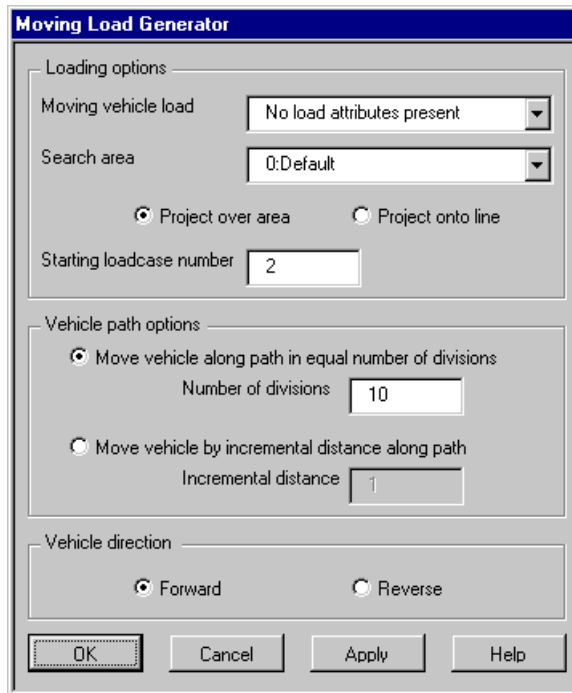 Moving Load Generator
Loading options
Moving vehicle load No load attributes present
Search area 0:Default
Project over area Project onto line
Starting loadcase number 2
Vehicle path options
Move vehicle along path in equal number of divisions
Number of divisions 10
Move vehicle by incremental distance along path
Incremental distance 1
Vehicle direction
Forward Reverse
OK Cancel Apply Help